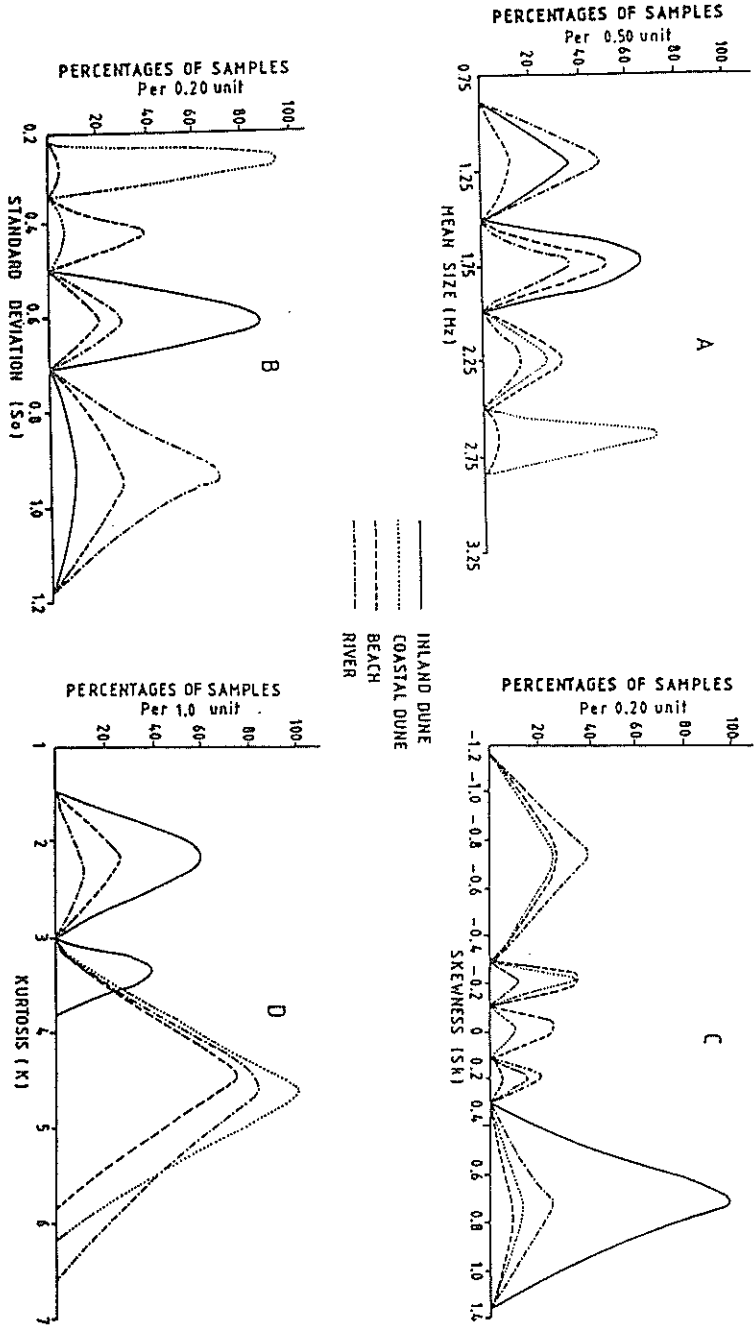 PERCENTAGES OF SAMPLES
Per 0.50 unit
20
40
60
80
100
0.75
1.25
1.75
2.25
2.75
3.25
MEAN SIZE (Mz)
A
PERCENTAGES OF SAMPLES
Per 0.20 unit
20
40
60
80
100
0.2
0.4
0.6
0.8
1.0
1.2
STANDARD DEVIATION (So)
B
INLAND DUNE
COASTAL DUNE
BEACH
RIVER
PERCENTAGES OF SAMPLES
Per 0.20 unit
20
40
60
80
100
-1.2
-1.0
-0.8
-0.6
-0.4
-0.2
0
0.2
0.4
0.6
0.8
1.0
1.4
SKEWNESS (Sk)
C
PERCENTAGES OF SAMPLES
Per 1.0 unit
20
40
60
80
100
1
2
3
4
5
6
7
KURTOSIS (K)
D